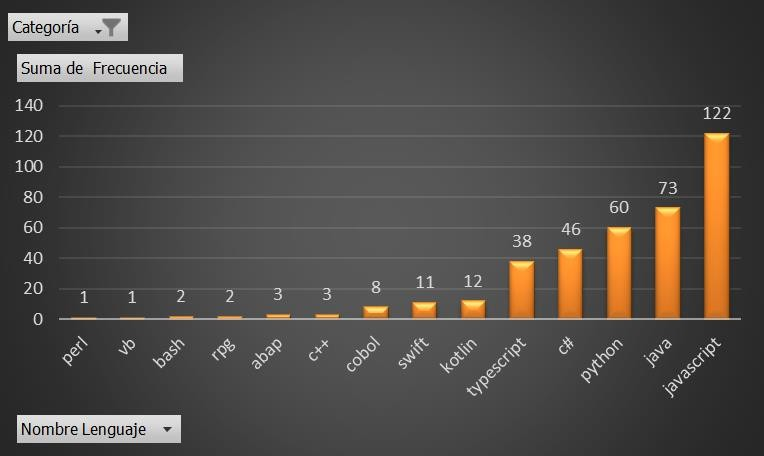 Categoría
Suma de Frecuencia
140
120
100
80
60
40
20
0
1 1 2 2 3 3 8 11 12 38 46 60 73 122
perl vb bash rpg abap c++ cobol swift kotlin typescript c# python java javascript
Nombre Lenguaje